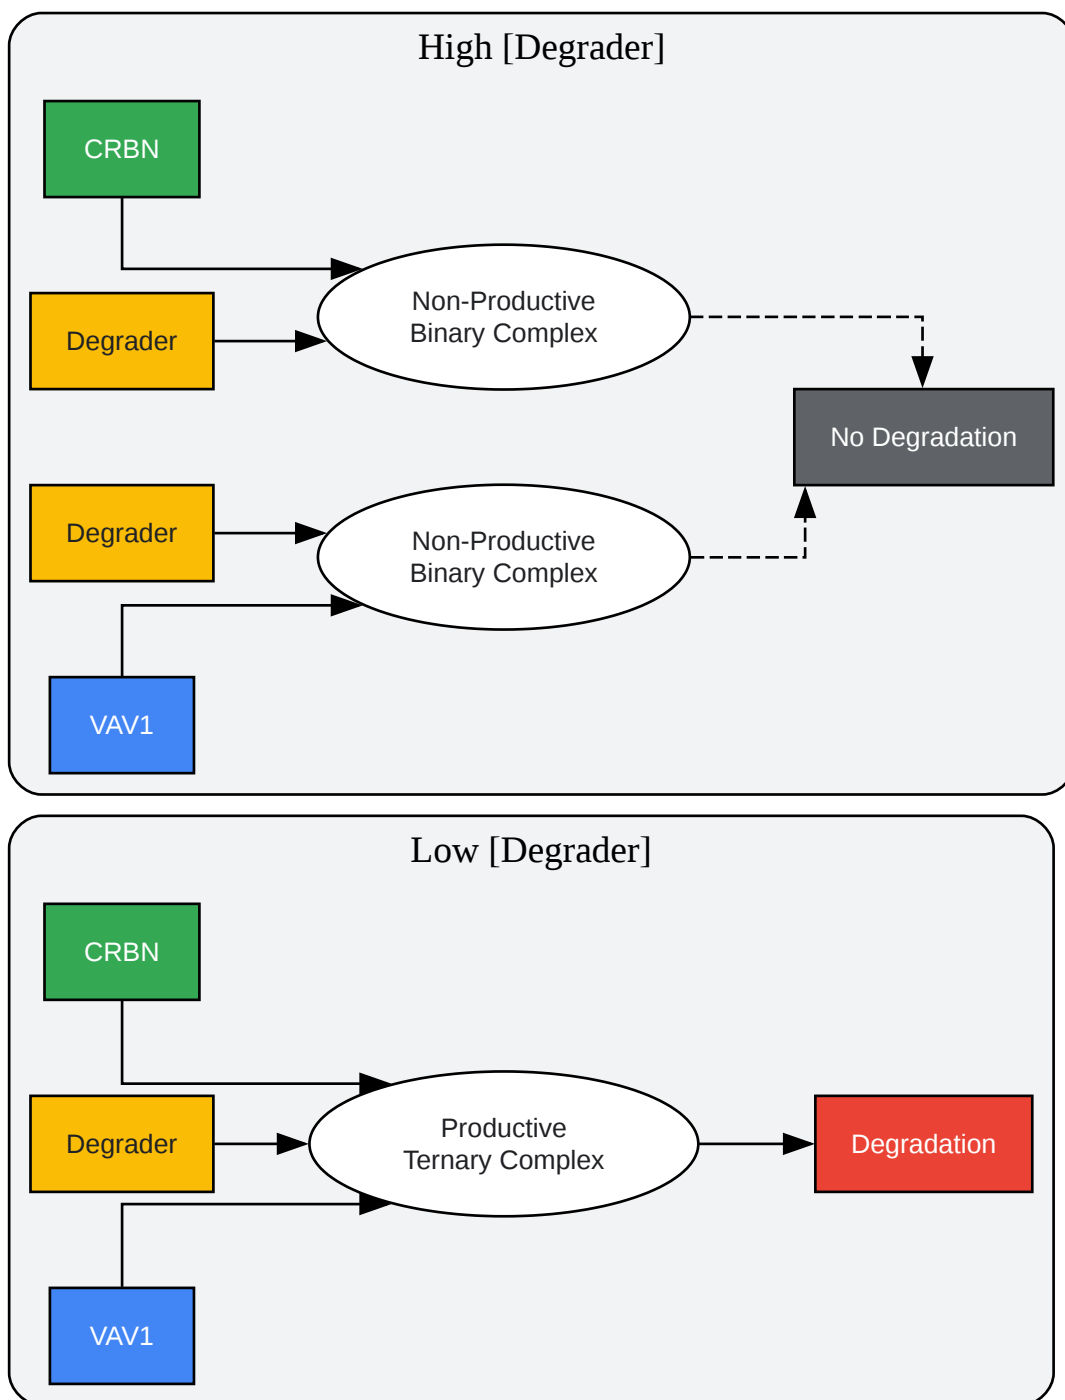 High [Degrader]
CRBN
Degrader
Non-Productive
Binary Complex
No Degradation
Degrader
Non-Productive
Binary Complex
VAV1
Low [Degrader]
CRBN
Degrader
Productive
Ternary Complex
Degradation
VAV1